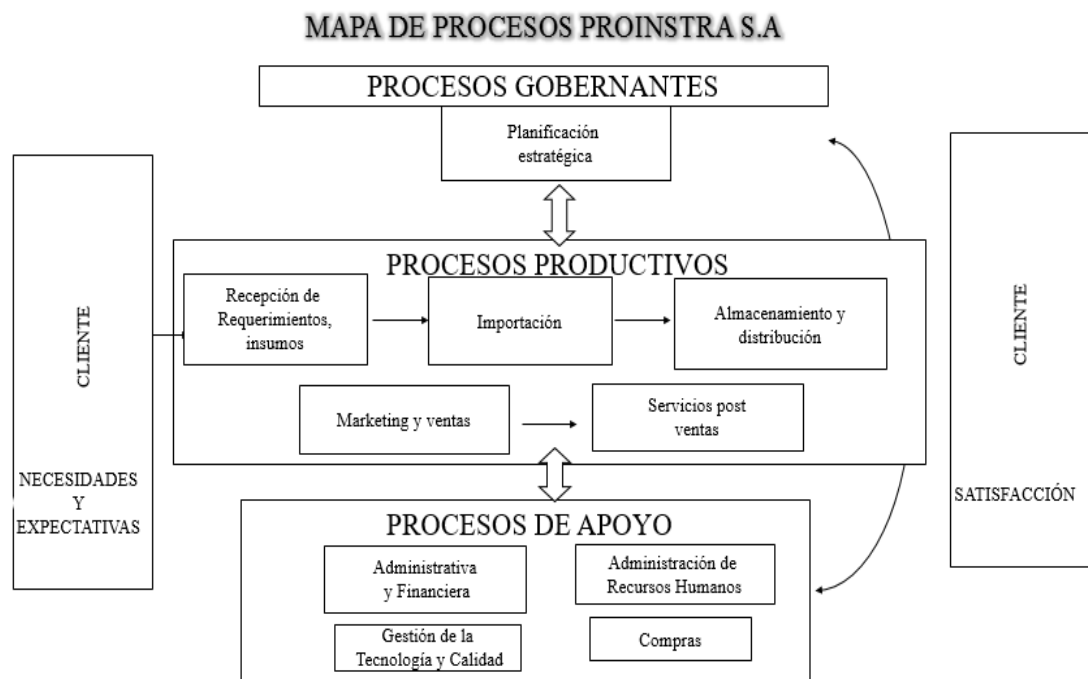 MAPA DE PROCESOS PROINSTRA S.A
PROCESOS GOBERNANTES
Planificación
estratégica
CLIENTE
NECESIDADES
Y
EXPECTATIVAS
PROCESOS PRODUCTIVOS
Recepción de
Requerimientos,
insumos
Importación
Almacenamiento y
distribución
Marketing y ventas
Servicios post
ventas
PROCESOS DE APOYO
Administrativa
y Financiera
Administración de
Recursos Humanos
Gestión de la
Tecnología y Calidad
Compras
CLIENTE
SATISFACCIÓN